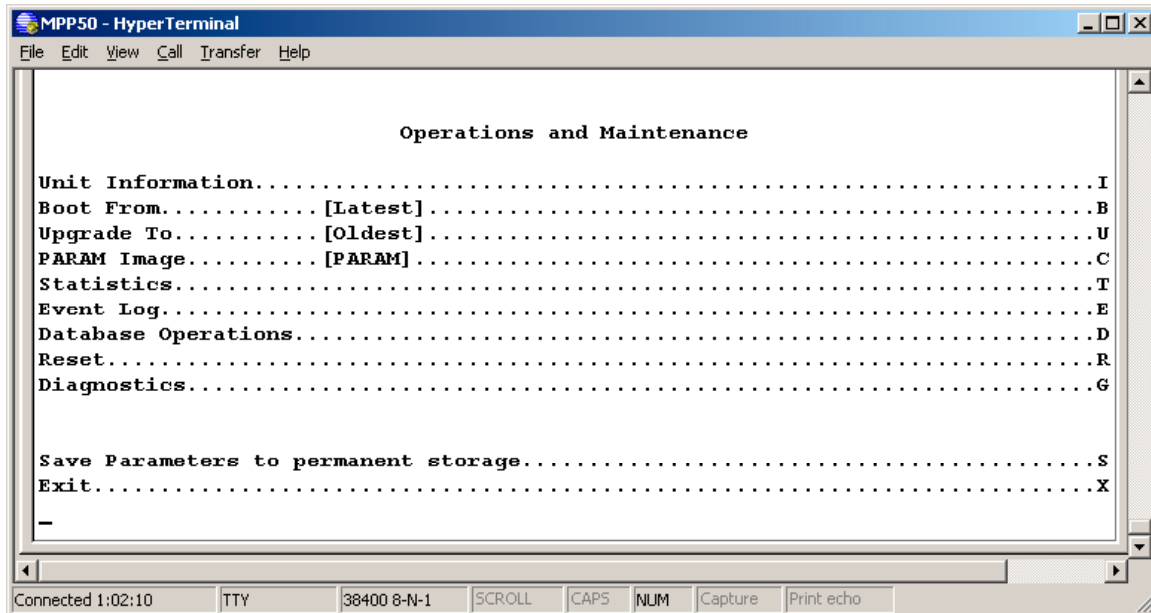 MPP50 - HyperTerminal
File Edit View Call Transfer Help
Operations and Maintenance
Unit Information..............................................................I
Boot From............[Latest].................................................B
Upgrade To...........[Oldest].................................................U
PARAM Image..........[PARAM]..................................................C
Statistics....................................................................T
Event Log.....................................................................E
Database Operations...........................................................D
Reset.........................................................................R
Diagnostics...................................................................G
Save Parameters to permanent storage..........................................S
Exit..........................................................................X
Connected 1:02:10 TTY 38400 8-N-1 SCROLL CAPS NUM Capture Print echo